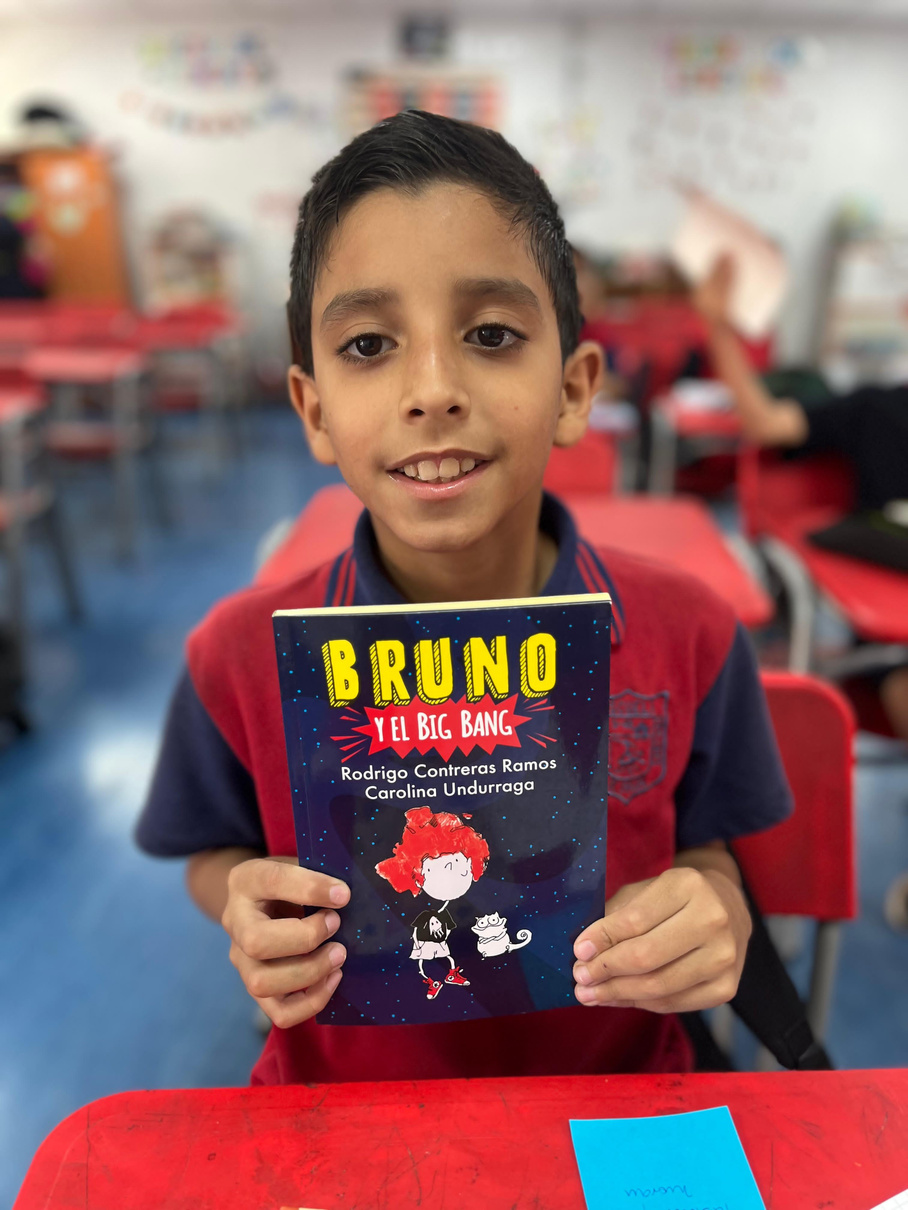 BRUNO
Y EL BIG BANG
Rodrigo Contreras Ramos
Carolina Undurraga